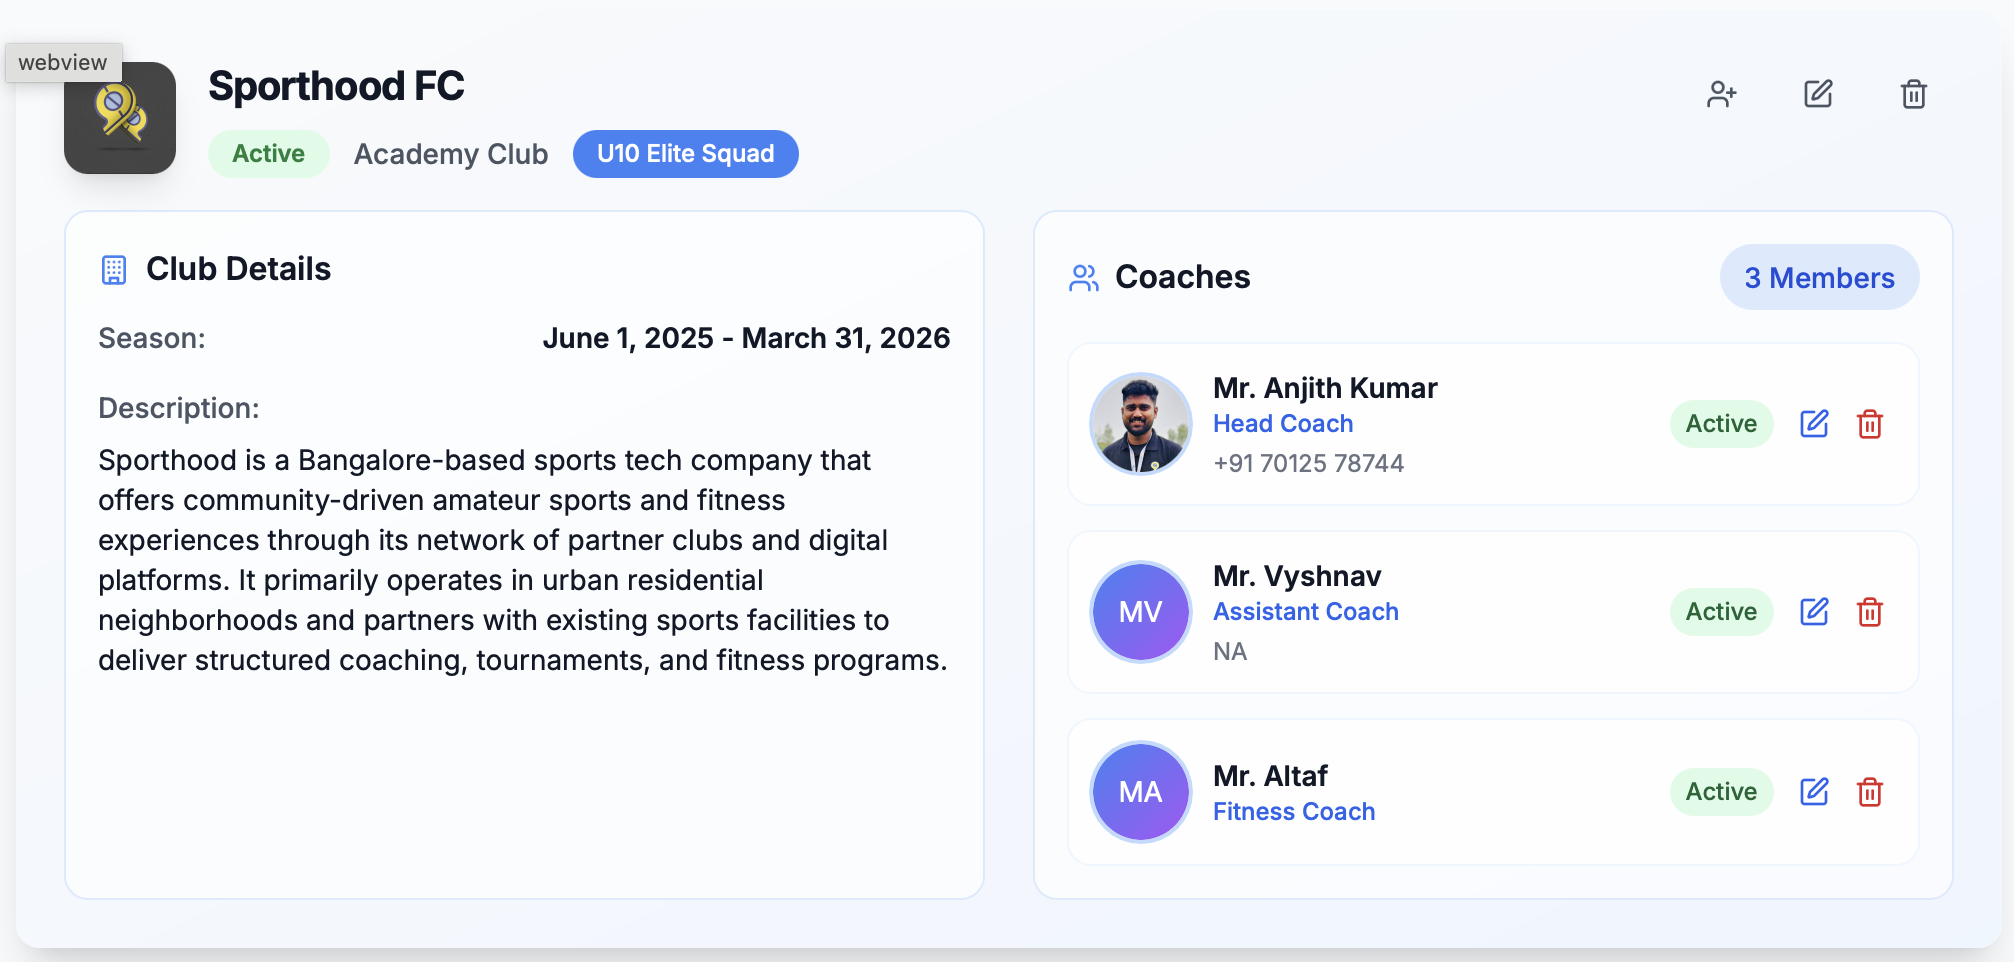 webview
Sporthood FC
Active Academy Club U10 Elite Squad
Club Details
Season: June 1, 2025 - March 31, 2026
Description:
Sporthood is a Bangalore-based sports tech company that
offers community-driven amateur sports and fitness
experiences through its network of partner clubs and digital
platforms. It primarily operates in urban residential
neighborhoods and partners with existing sports facilities to
deliver structured coaching, tournaments, and fitness programs.
Coaches 3 Members
Mr. Anjith Kumar
Head Coach
+91 70125 78744
Active
MV
Mr. Vyshnav
Assistant Coach
NA
Active
MA
Mr. Altaf
Fitness Coach
Active